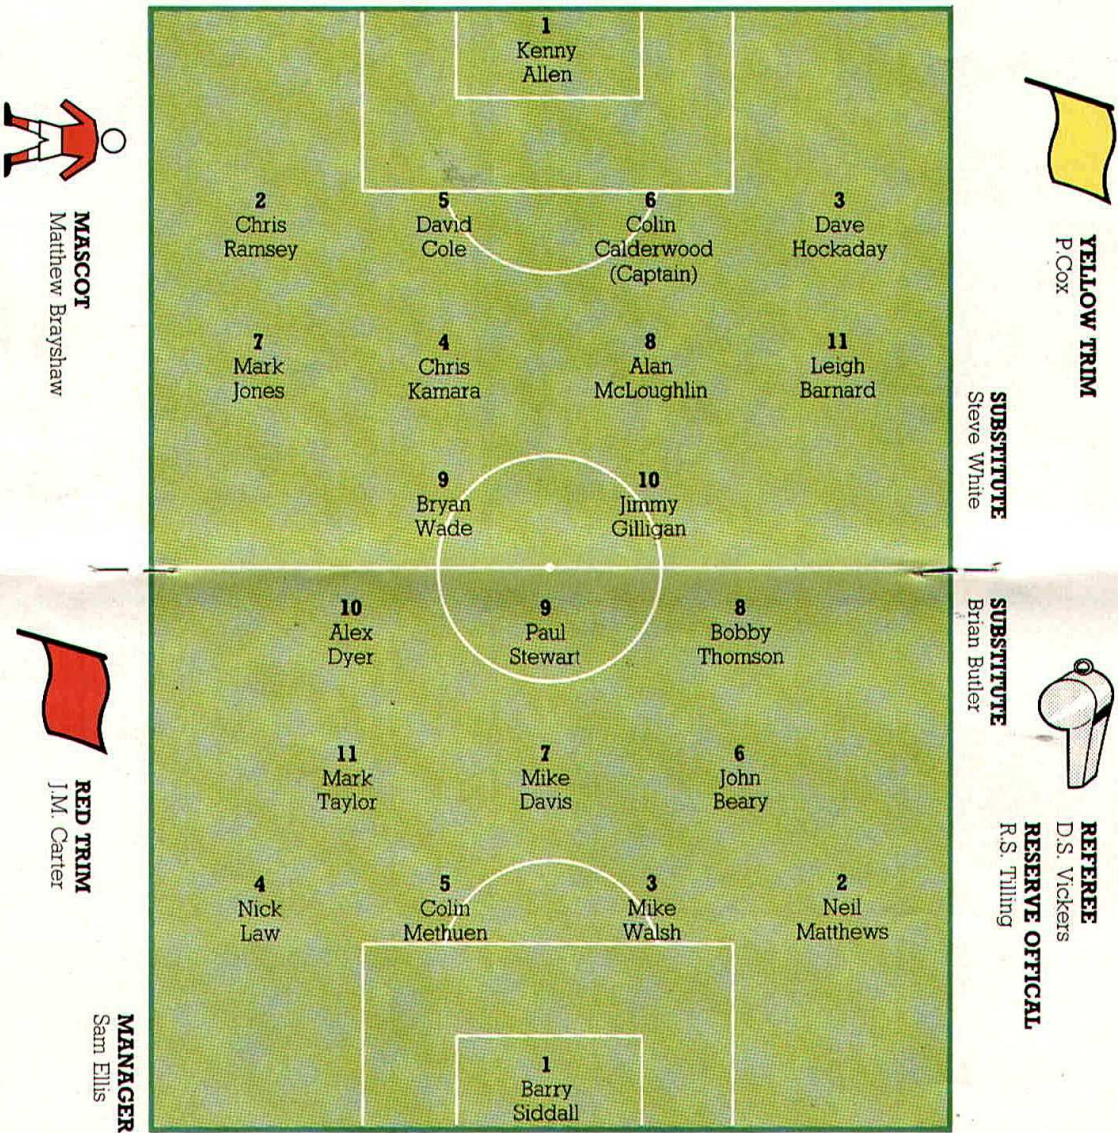 1
Kenny
Allen
2
Chris
Ramsey
5
David
Cole
6
Colin
Calderwood
(Captain)
3
Dave
Hockaday
7
Mark
Jones
4
Chris
Kamara
8
Alan
McLoughlin
11
Leigh
Barnard
9
Bryan
Wade
10
Jimmy
Gilligan
10
Alex
Dyer
9
Paul
Stewart
8
Bobby
Thomson
11
Mark
Taylor
7
Mike
Davis
6
John
Beary
4
Nick
Law
5
Colin
Methuen
3
Mike
Walsh
2
Neil
Matthews
1
Barry
Siddall
YELLOW TRIM
P.Cox
SUBSTITUTE
Steve White
SUBSTITUTE
Brian Butler
REFEREE
D.S. Vickers
RESERVE OFFICAL
R.S. Tilling
MASCOT
Matthew Brayshaw
RED TRIM
J.M. Carter
MANAGER
Sam Ellis